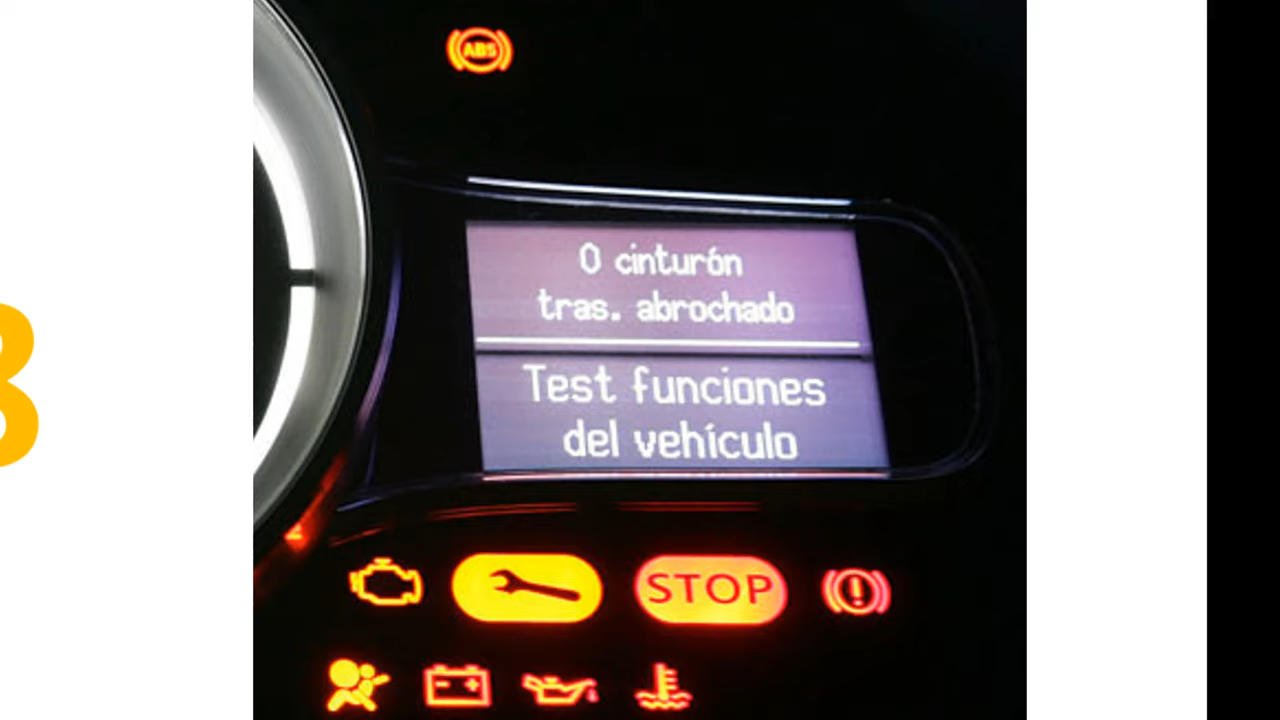 ABS
0 cinturón
tras. abrochado
Test funciones
del vehículo
STOP